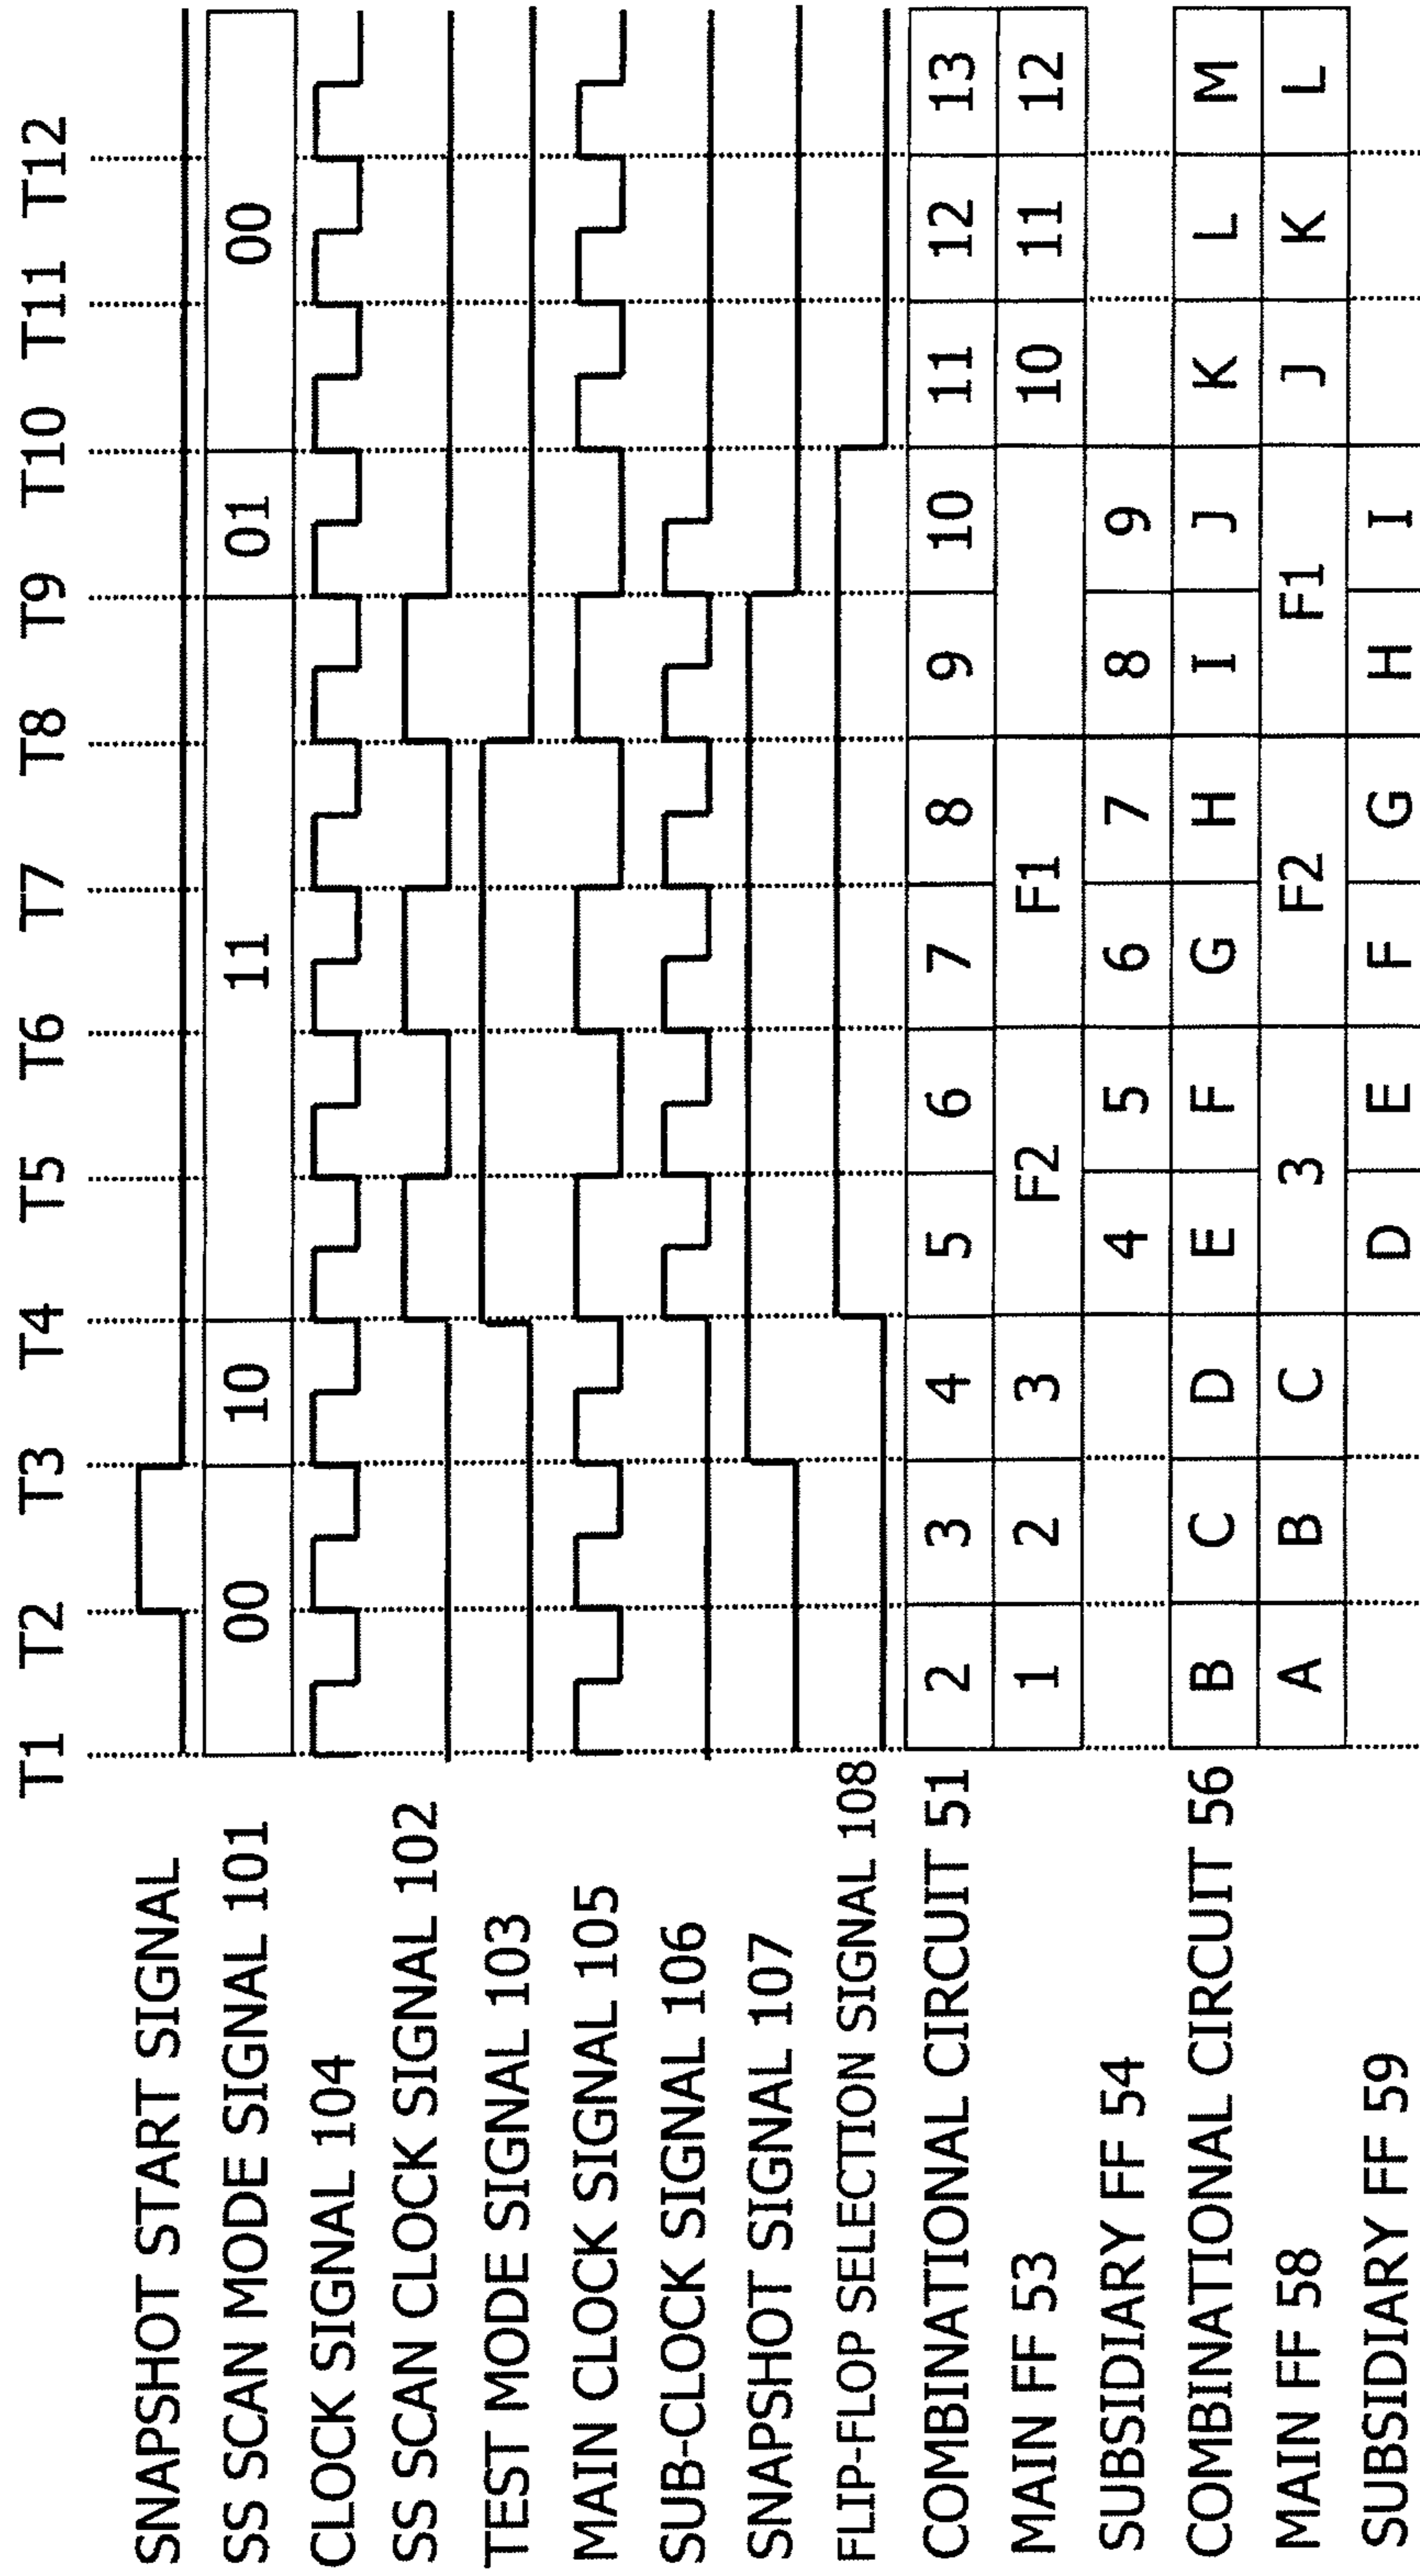 T1 T2 T3 T4 T5 T6 T7 T8 T9 T10 T11 T12
SNAPSHOT START SIGNAL
SS SCAN MODE SIGNAL 101 00 10 11 01 00
CLOCK SIGNAL 104
SS SCAN CLOCK SIGNAL 102
TEST MODE SIGNAL 103
MAIN CLOCK SIGNAL 105
SUB-CLOCK SIGNAL 106
SNAPSHOT SIGNAL 107
FLIP-FLOP SELECTION SIGNAL 108
COMBINATIONAL CIRCUIT 51 2 3 4 5 6 7 8 9 10 11 12 13
MAIN FF 53 1 2 3 F2 F1 10 11 12
SUBSIDIARY FF 54 4 5 6 7 8 9
COMBINATIONAL CIRCUIT 56 B C D E F G H I J K L M
MAIN FF 58 A B C 3 F2 F1 J K L
SUBSIDIARY FF 59 D E F G H I